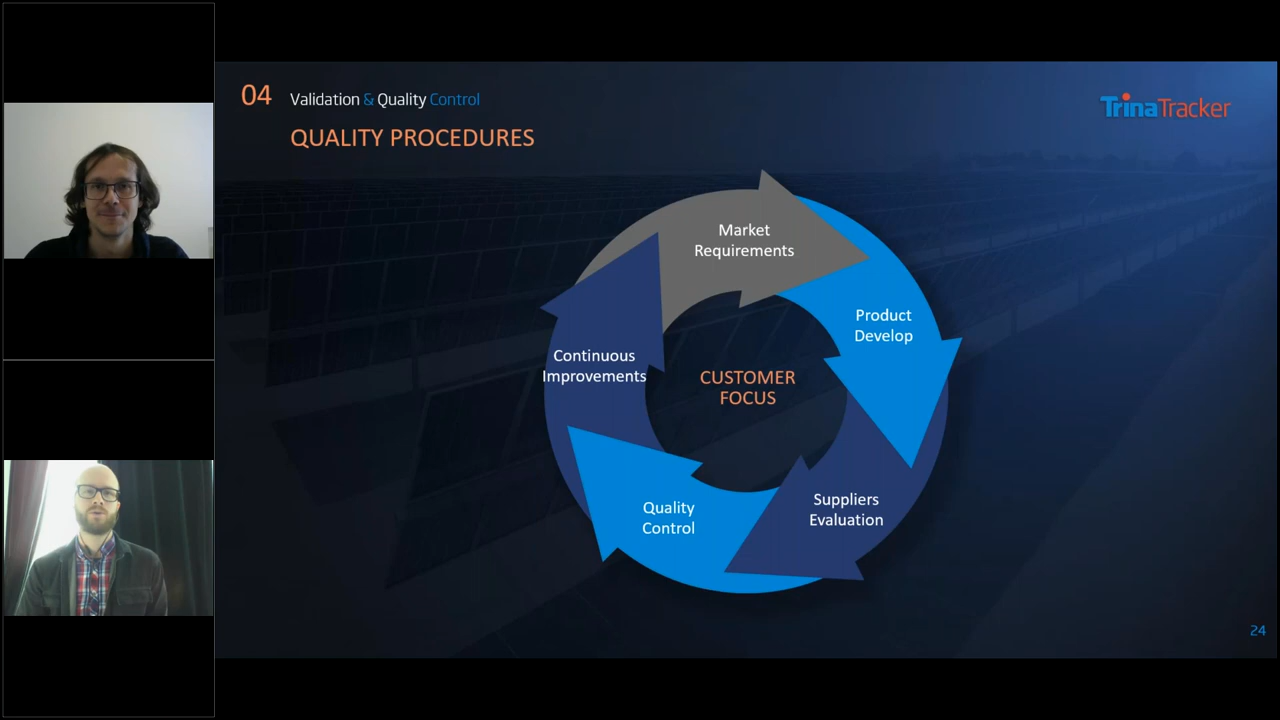 04
Validation & Quality Control
TrinaTracker
QUALITY PROCEDURES
Market
Requirements
Product
Develop
Continuous
Improvements
CUSTOMER
FOCUS
Suppliers
Evaluation
Quality
Control
24